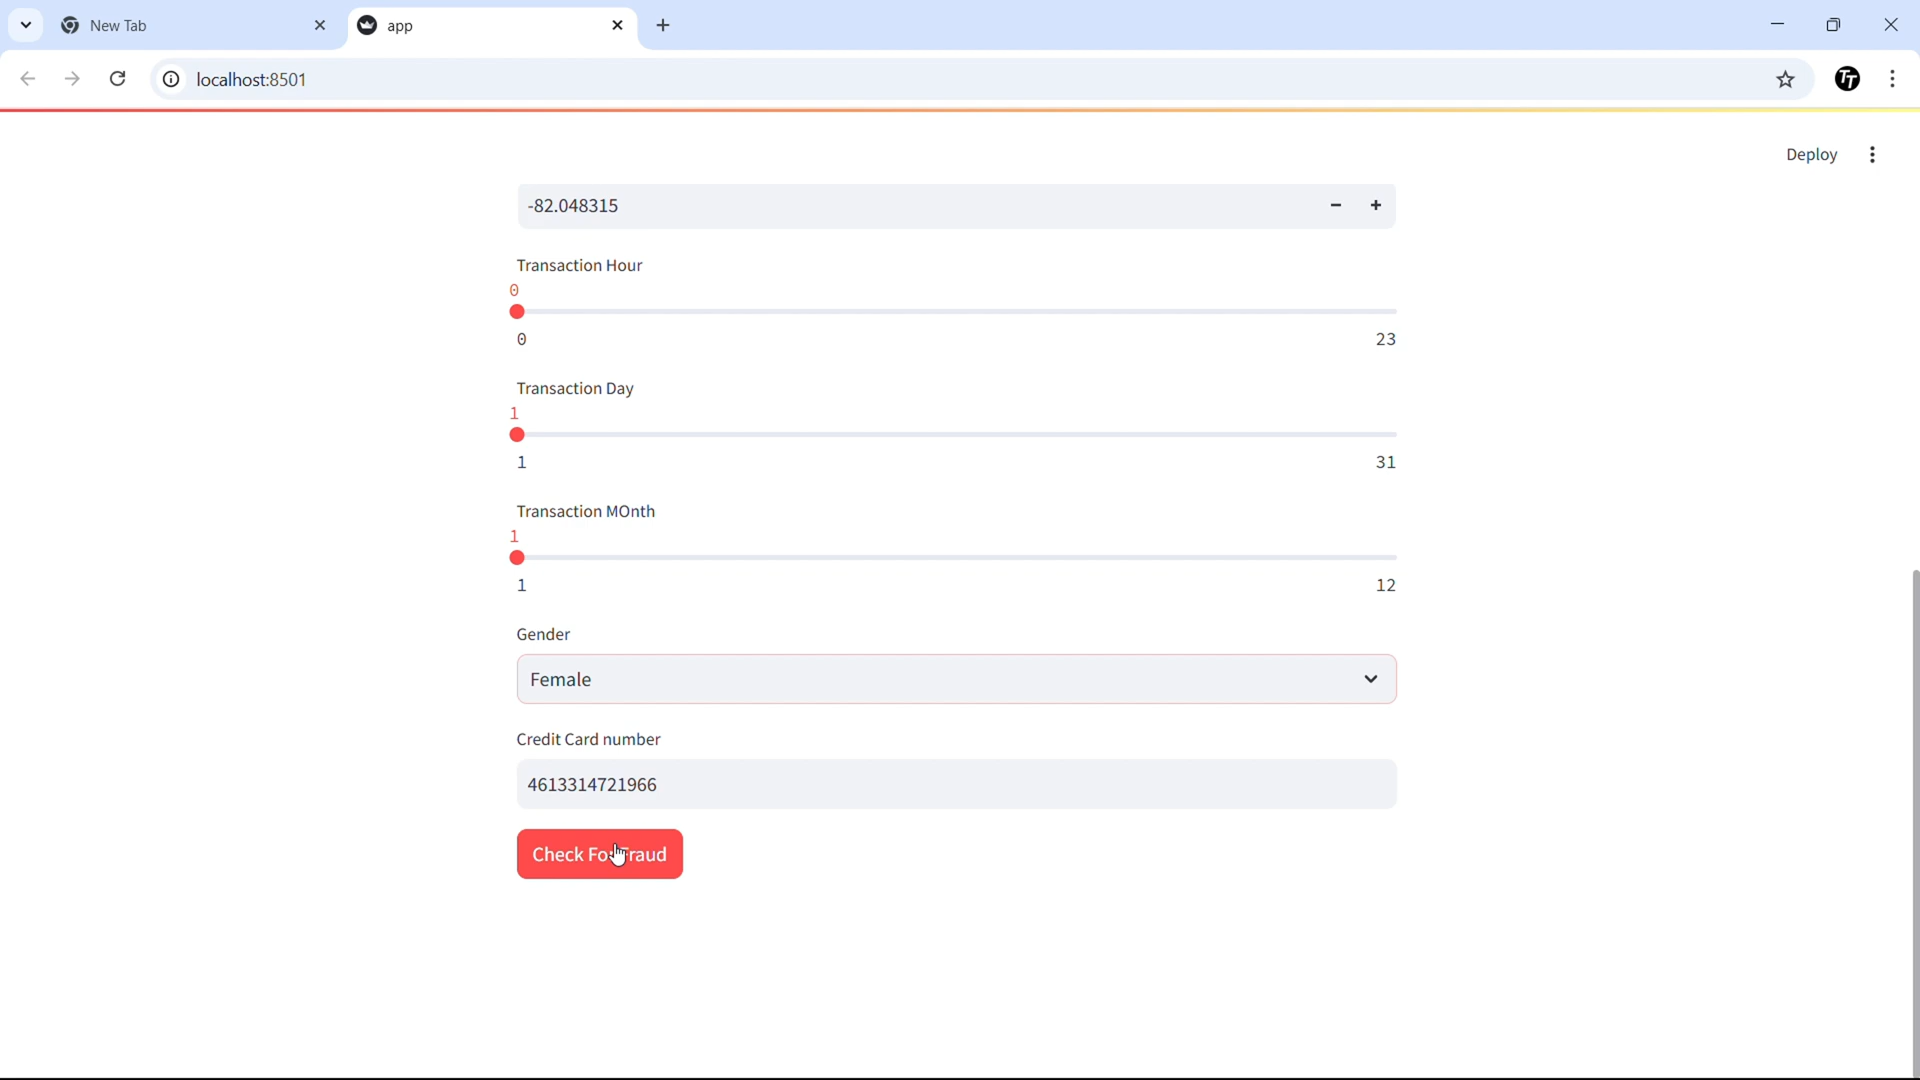 New Tab
app
localhost:8501
Deploy
-82.048315
Transaction Hour
0
0 23
Transaction Day
1
1 31
Transaction MOnth
1
1 12
Gender
Female
Credit Card number
4613314721966
Check For Fraud